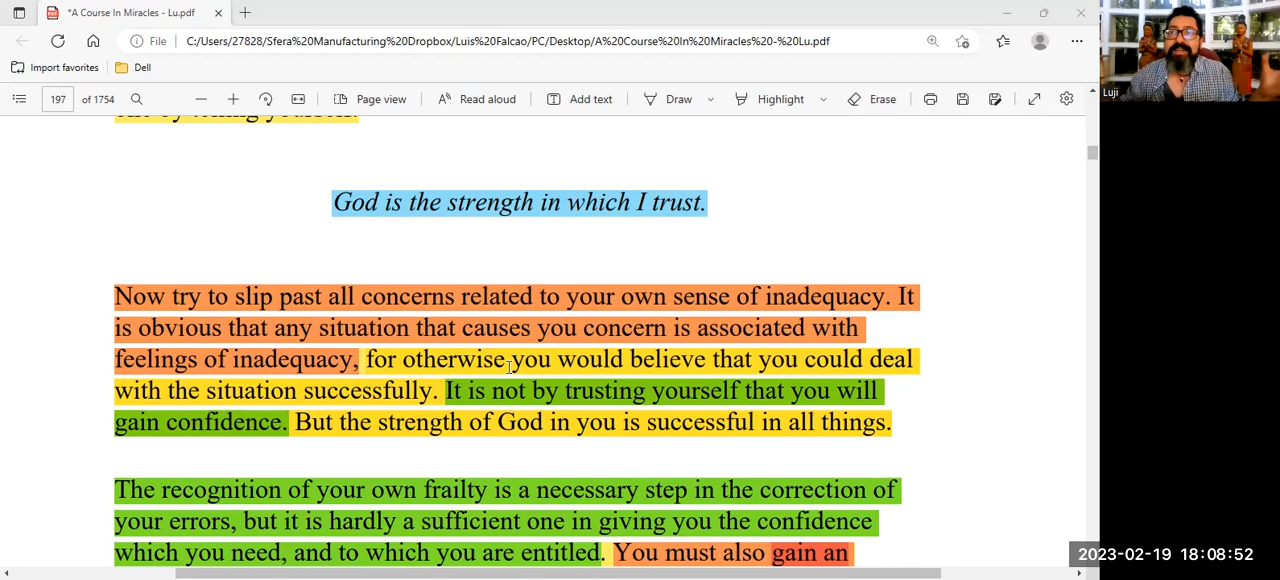 *A Course In Miracles - Lu.pdf
File C:/Users/27828/Sfera%20Manufacturing%20Dropbox/Luis%20Falcao/PC/Desktop/A%20Course%20In%20Miracles%20-%20Lu.pdf
Import favorites Dell
197 of 1754 Page view Read aloud Add text Draw Highlight Erase
Luji
God is the strength in which I trust.
Now try to slip past all concerns related to your own sense of inadequacy. It
is obvious that any situation that causes you concern is associated with
feelings of inadequacy, for otherwise you would believe that you could deal
with the situation successfully. It is not by trusting yourself that you will
gain confidence. But the strength of God in you is successful in all things.
The recognition of your own frailty is a necessary step in the correction of
your errors, but it is hardly a sufficient one in giving you the confidence
which you need, and to which you are entitled. You must also gain an
2023-02-19 18:08:52